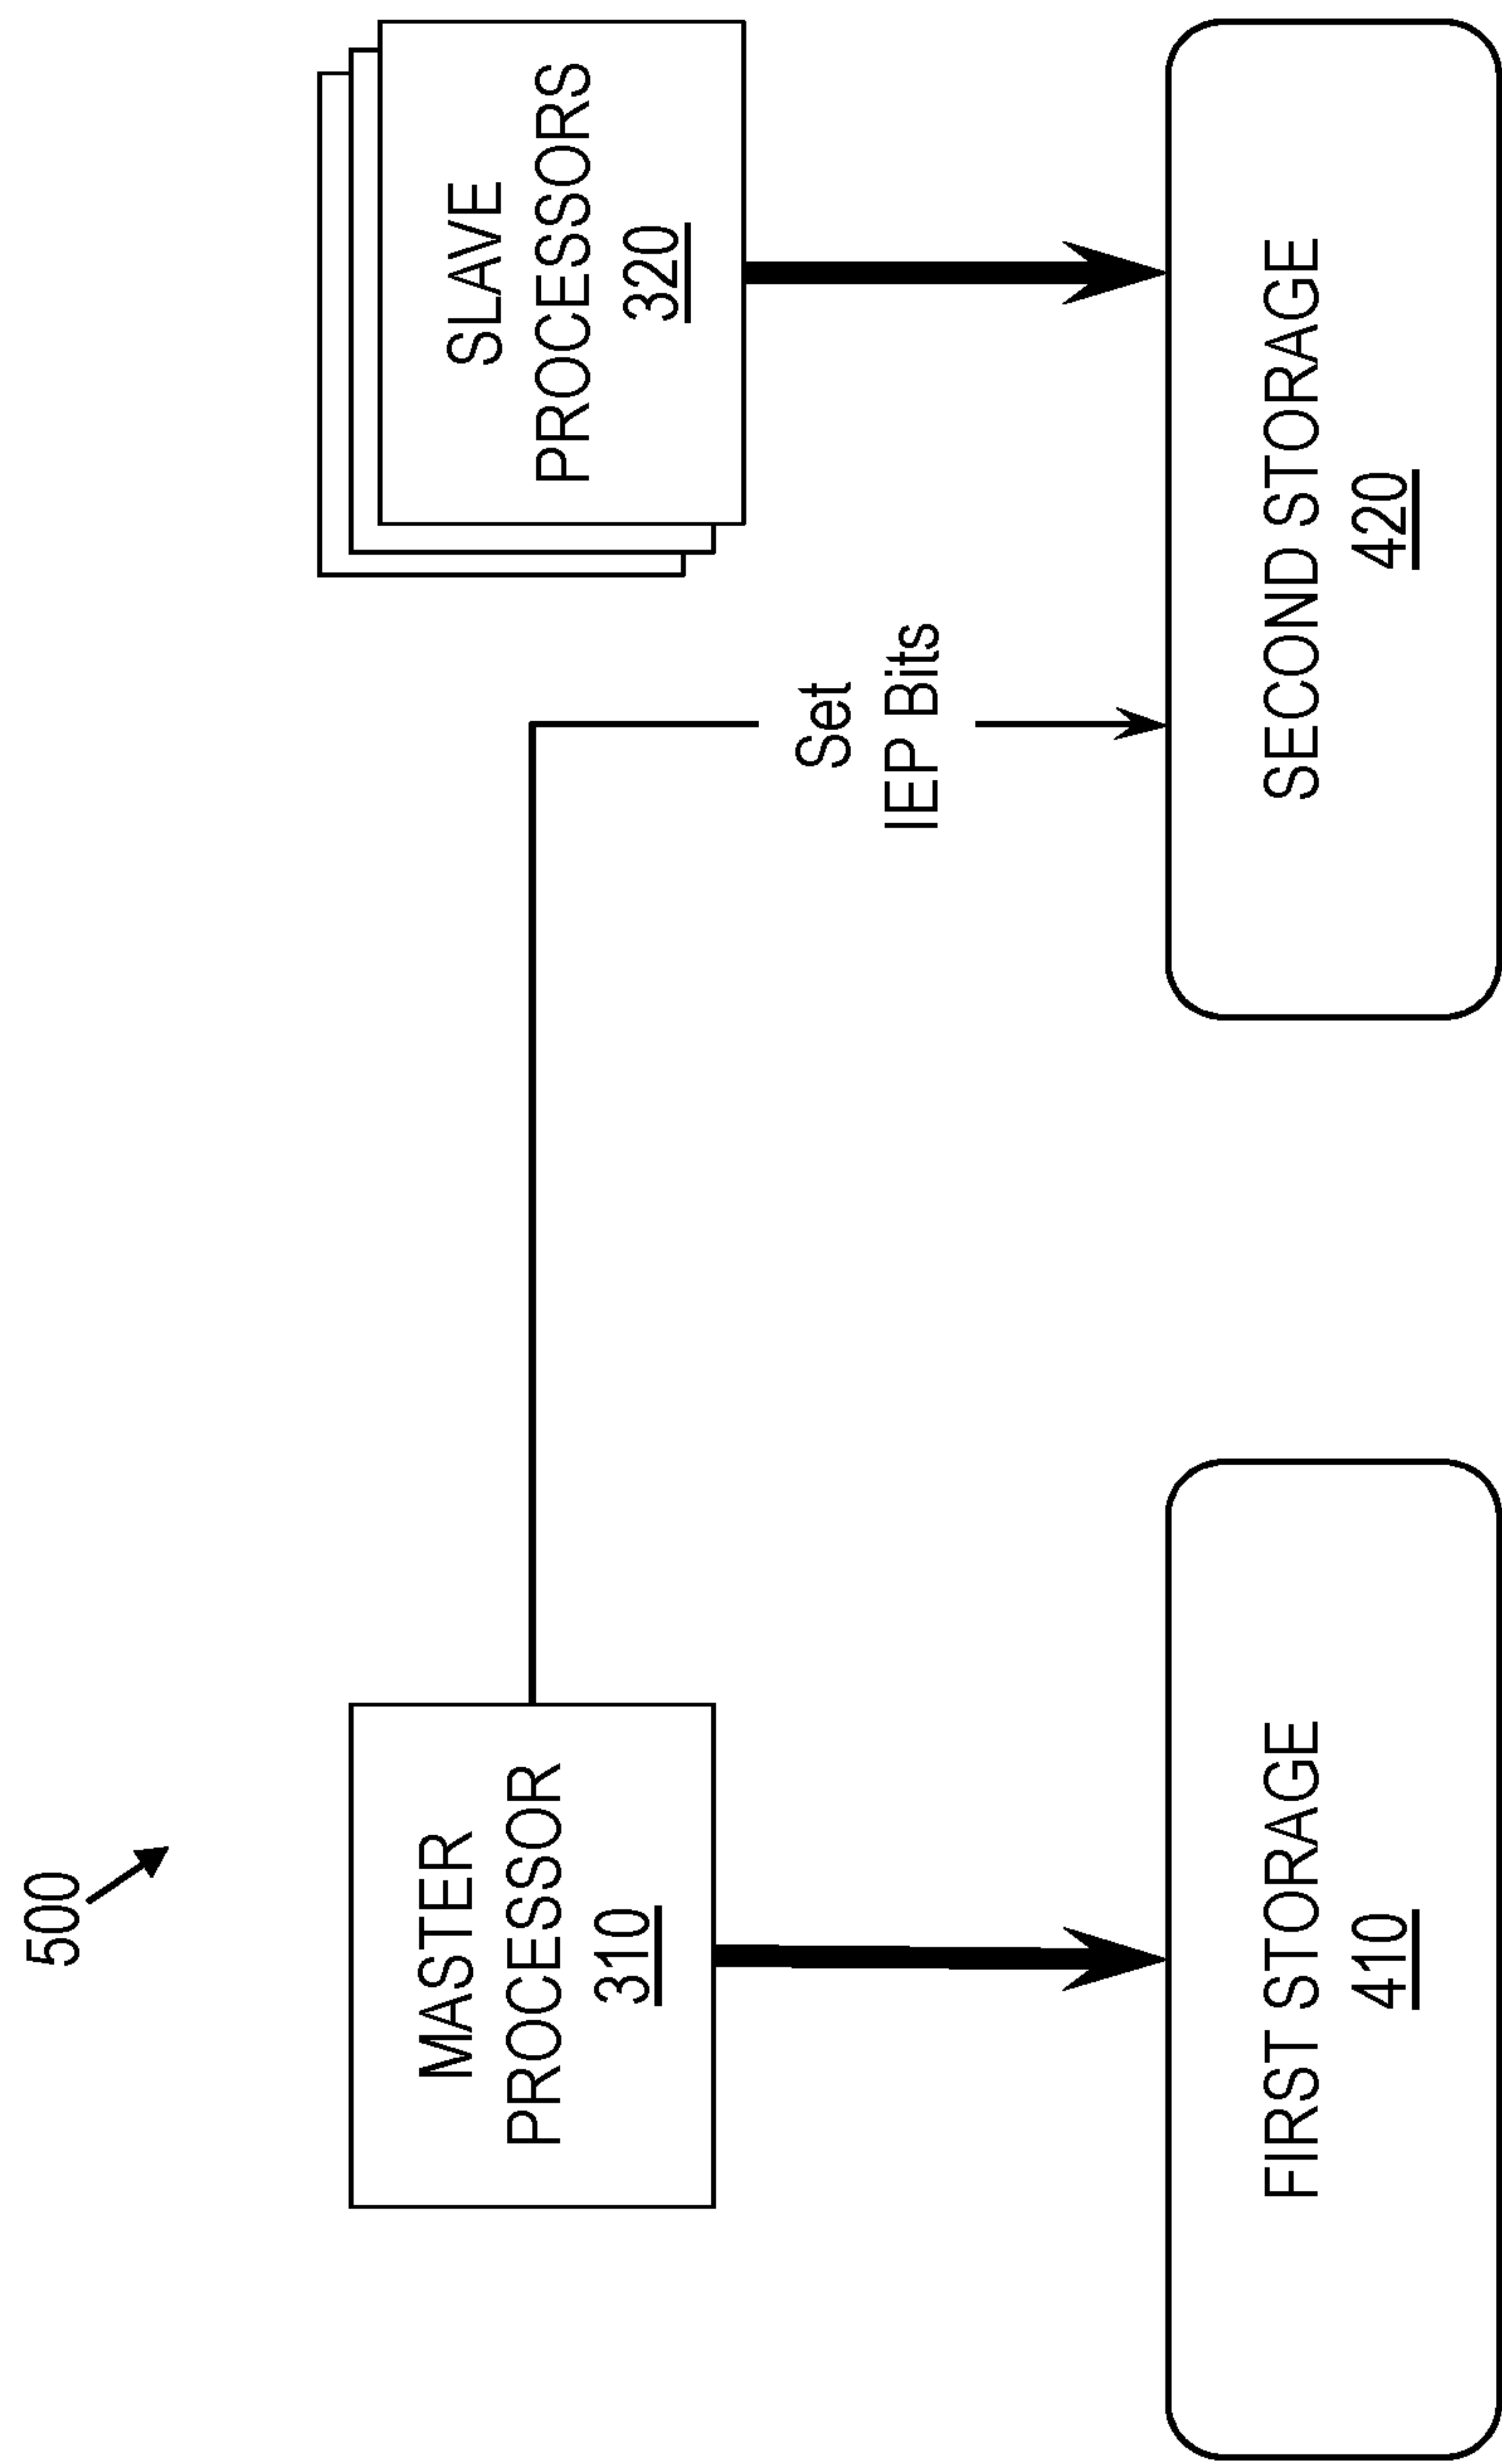 500
MASTER
PROCESSOR
310
SLAVE
PROCESSORS
320
Set
IEP Bits
FIRST STORAGE
410
SECOND STORAGE
420